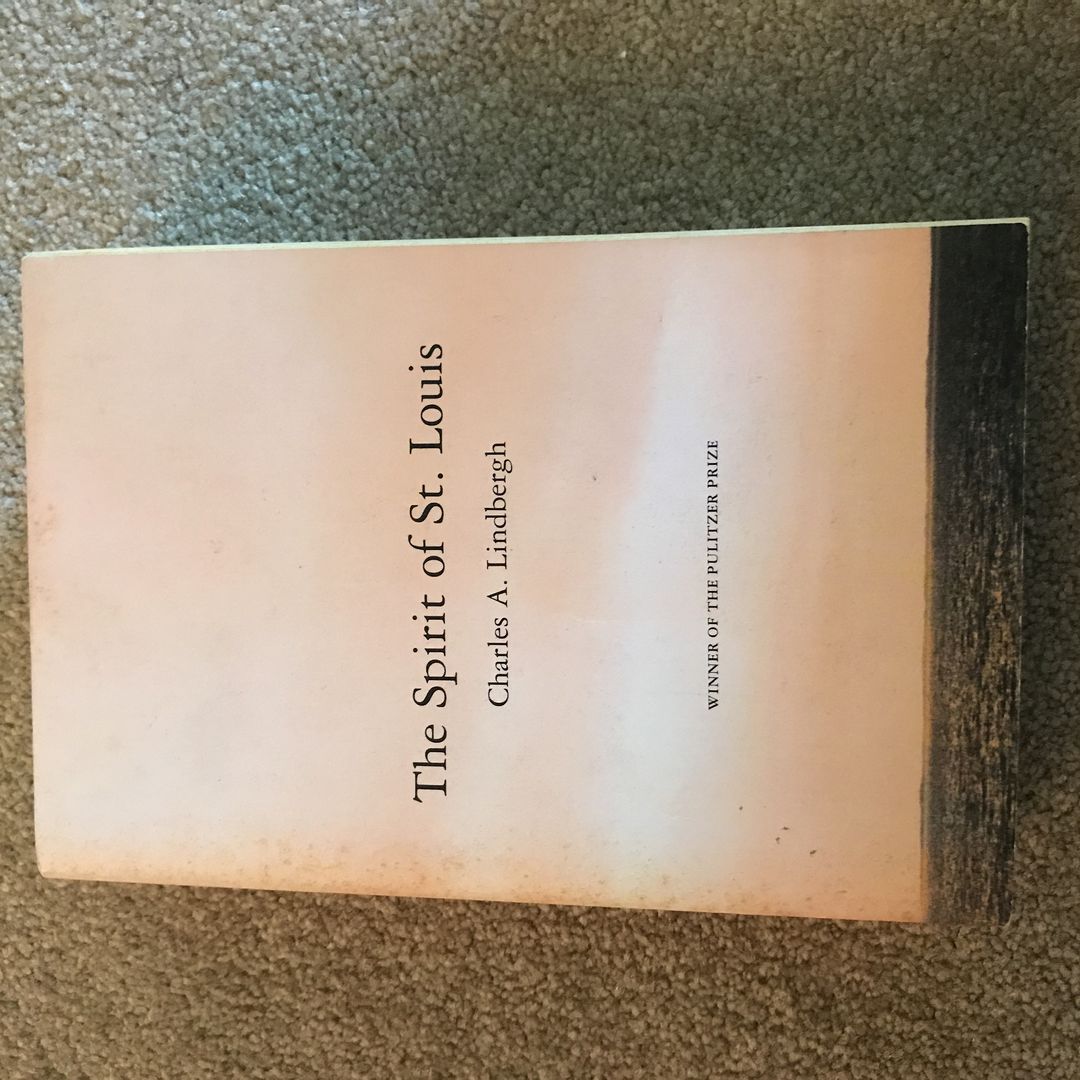 The Spirit of St. Louis
Charles A. Lindbergh
WINNER OF THE PULITZER PRIZE